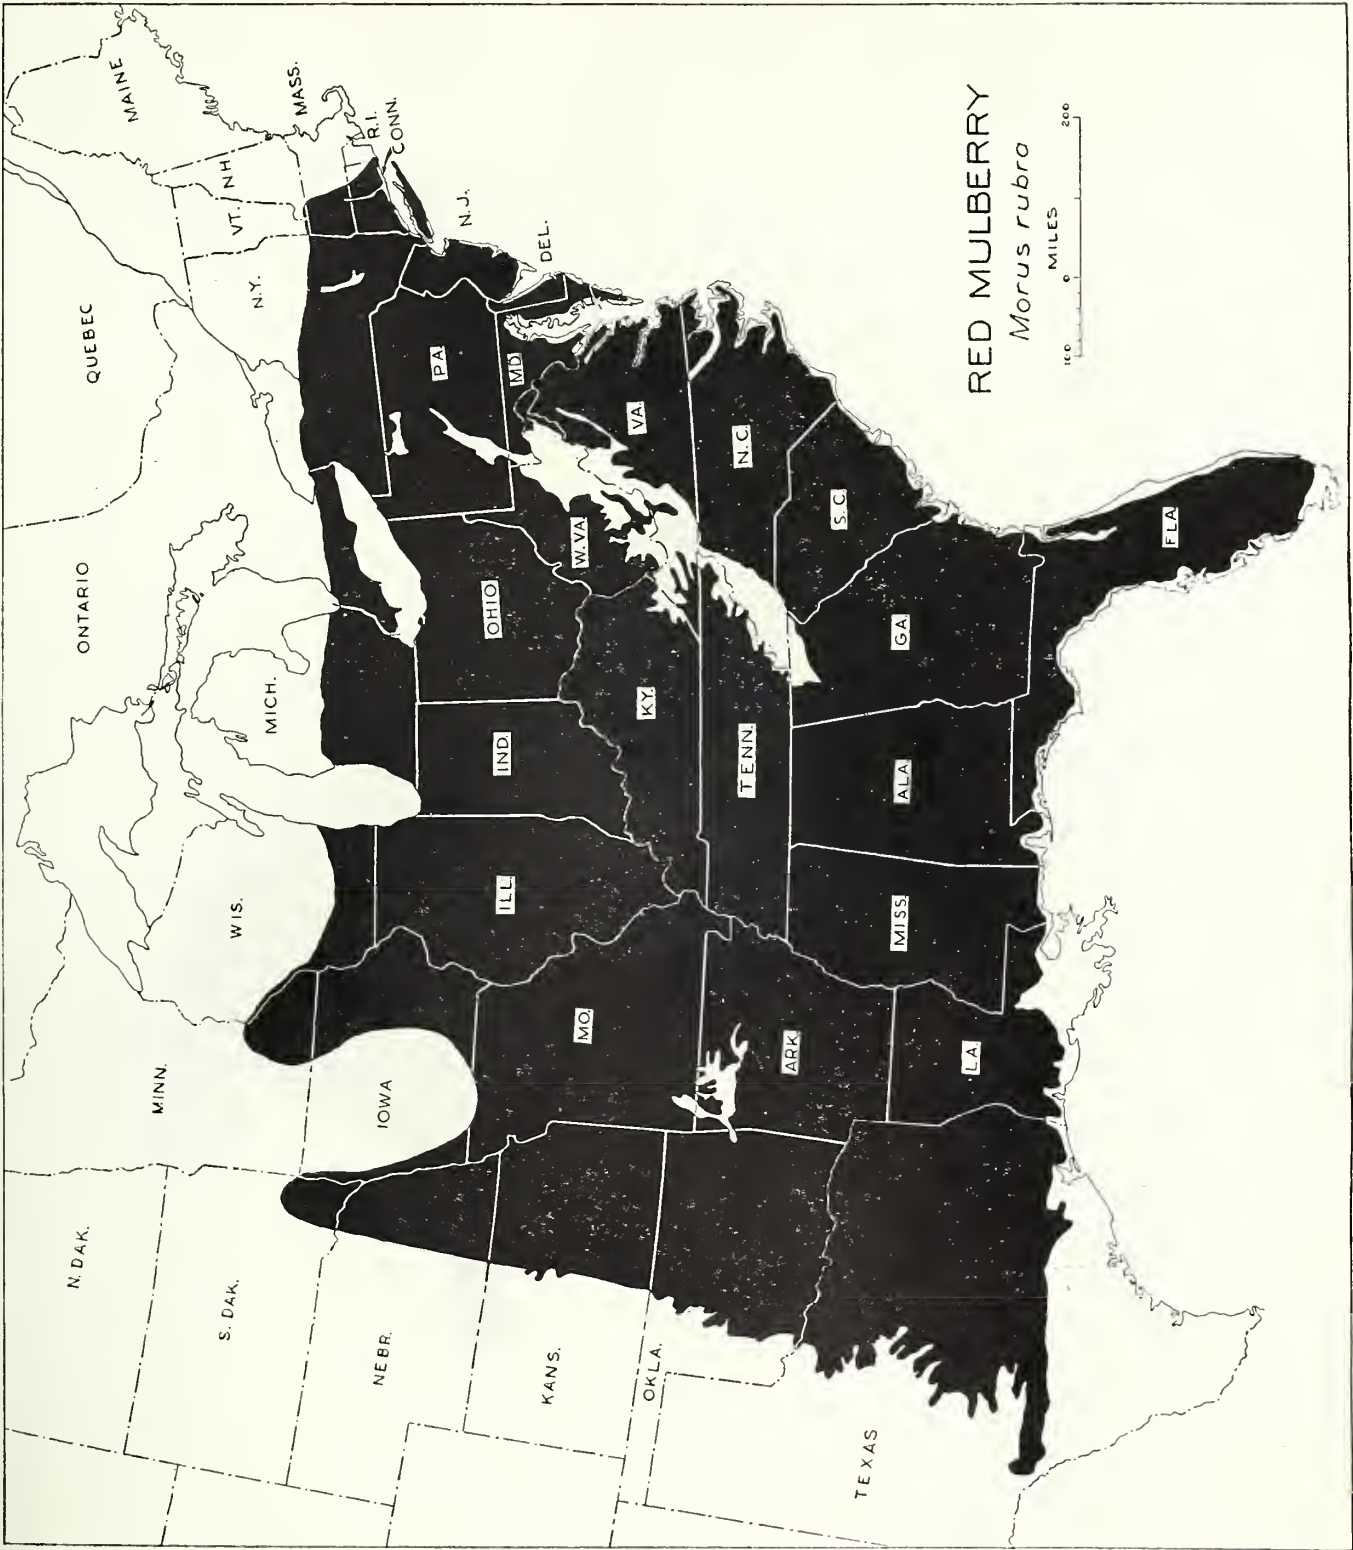 RED MULBERRY
Morus rubra
MILES
100 0 200
QUEBEC
ONTARIO
MAINE
N.H.
VT.
MASS.
R.I.
CONN.
N.Y.
N.J.
DEL.
PA.
MD.
VA.
W.VA.
N.C.
S.C.
GA.
FLA.
OHIO
IND.
ILL.
MICH.
WIS.
MINN.
IOWA
MO.
KY.
TENN.
ALA.
MISS.
ARK.
LA.
N. DAK.
S. DAK.
NEBR.
KANS.
OKLA.
TEXAS